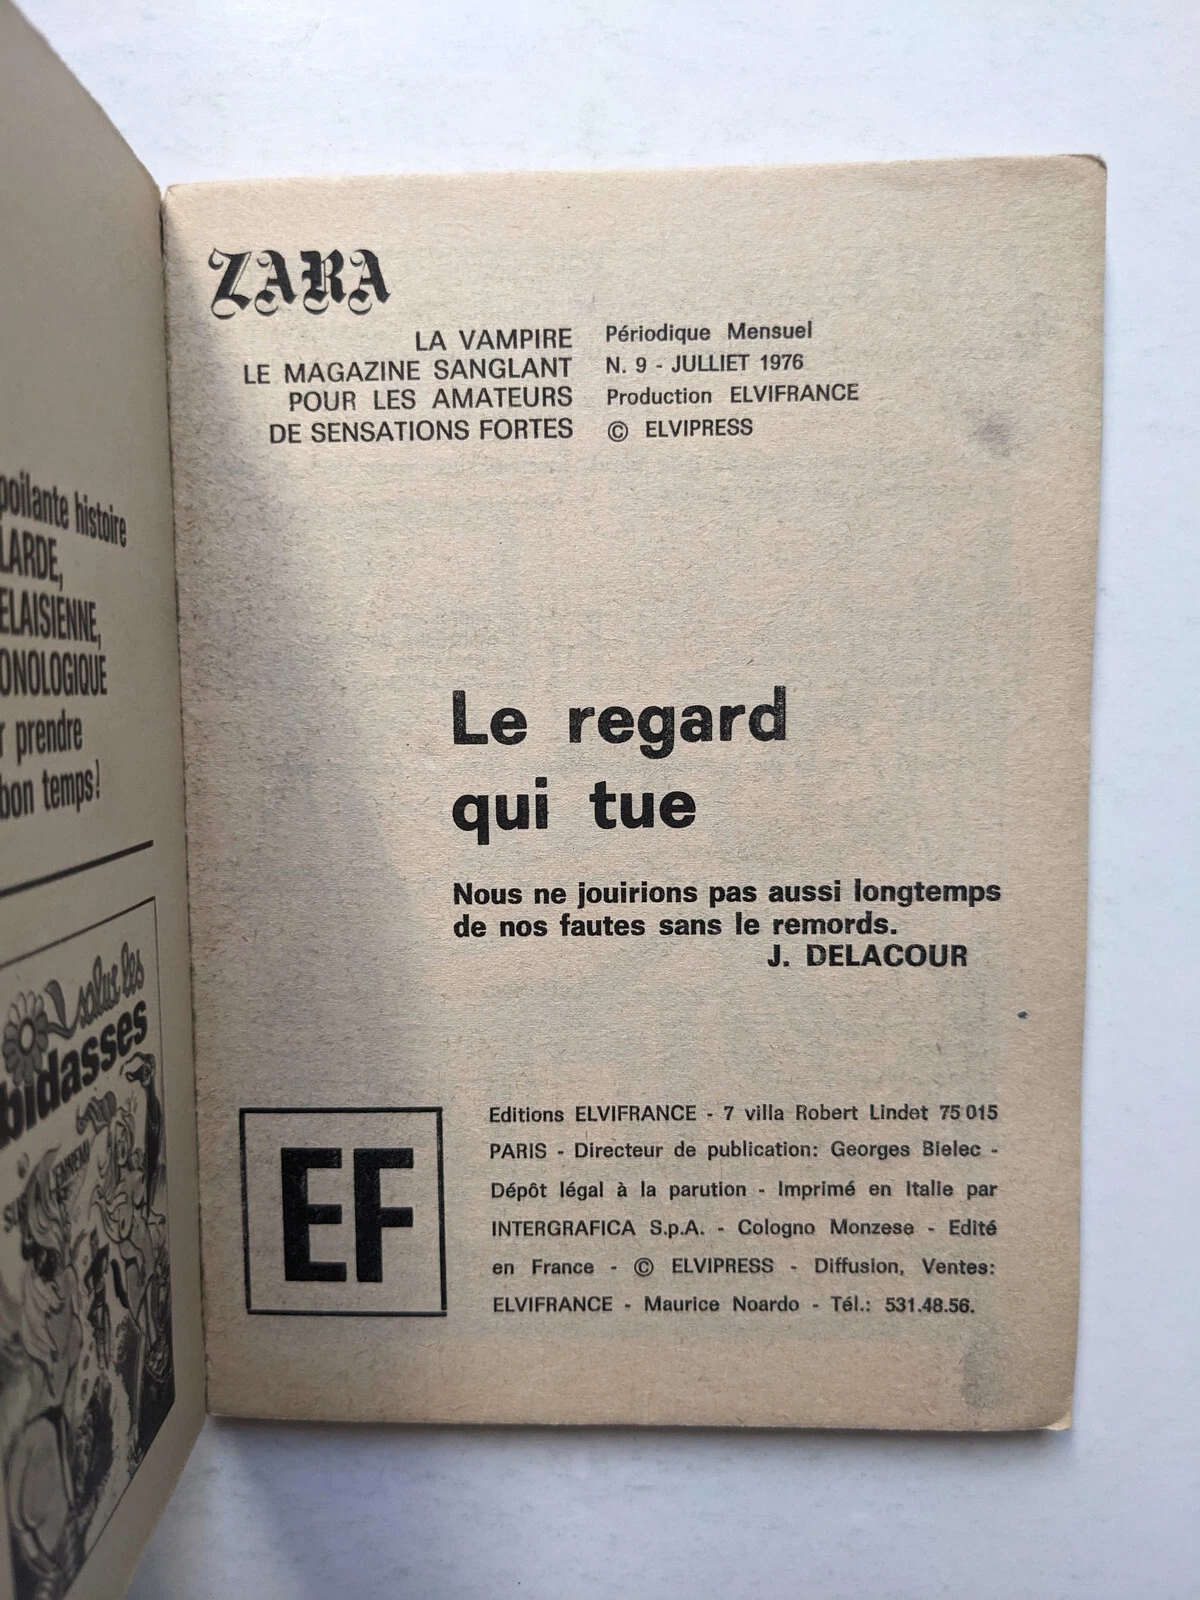 poilante histoire
LARDE,
ELAISIENNE,
ONOLOGIQUE
r prendre
bon temps!
salue les
bidasses
ZARA
LA VAMPIRE
LE MAGAZINE SANGLANT
POUR LES AMATEURS
DE SENSATIONS FORTES
Périodique Mensuel
N. 9 - JULLIET 1976
Production ELVIFRANCE
© ELVIPRESS
Le regard
qui tue
Nous ne jouirions pas aussi longtemps
de nos fautes sans le remords.
J. DELACOUR
EF
Editions ELVIFRANCE - 7 villa Robert Lindet 75 015
PARIS - Directeur de publication: Georges Bielec -
Dépôt légal à la parution - Imprimé en Italie par
INTERGRAFICA S.p.A. - Cologno Monzese - Edité
en France - © ELVIPRESS - Diffusion, Ventes:
ELVIFRANCE - Maurice Noardo - Tél.: 531.48.56.